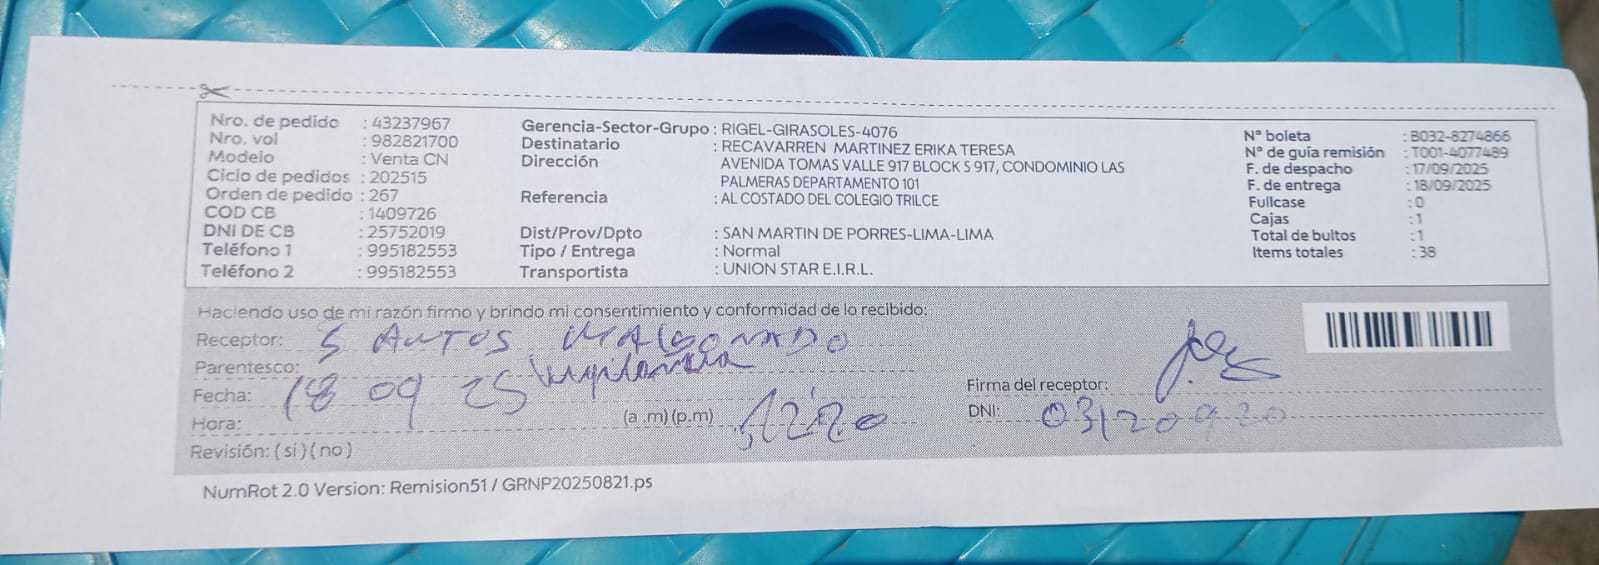 Nro. de pedido : 43237967
Nro. vol : 982821700
Modelo : Venta CN
Ciclo de pedidos : 202515
Orden de pedido : 267
COD CB : 1409726
DNI DE CB : 25752019
Teléfono 1 : 995182553
Teléfono 2 : 995182553
Gerencia-Sector-Grupo : RIGEL-GIRASOLES-4076
Destinatario : RECAVARREN MARTINEZ ERIKA TERESA
Dirección AVENIDA TOMAS VALLE 917 BLOCK S 917, CONDOMINIO LAS
PALMERAS DEPARTAMENTO 101
Referencia : AL COSTADO DEL COLEGIO TRILCE
Dist/Prov/Dpto : SAN MARTIN DE PORRES-LIMA-LIMA
Tipo / Entrega : Normal
Transportista : UNION STAR E.I.R.L.
N° boleta : B032-8274866
N° de guía remisión : T001-4077489
F. de despacho : 17/09/2025
F. de entrega : 18/09/2025
Fullcase : 0
Cajas : 1
Total de bultos : 1
Items totales : 38
Haciendo uso de mi razón firmo y brindo mi consentimiento y conformidad de lo recibido:
Receptor: SANTOS MALDONADO
Parentesco: Vigilancia
Fecha: 18 09 25
Hora: (a .m) (p.m) 12:20
Revisión: ( si ) ( no )
Firma del receptor:
DNI: 03120920
NumRot 2.0 Version: Remision51 / GRNP20250821.ps